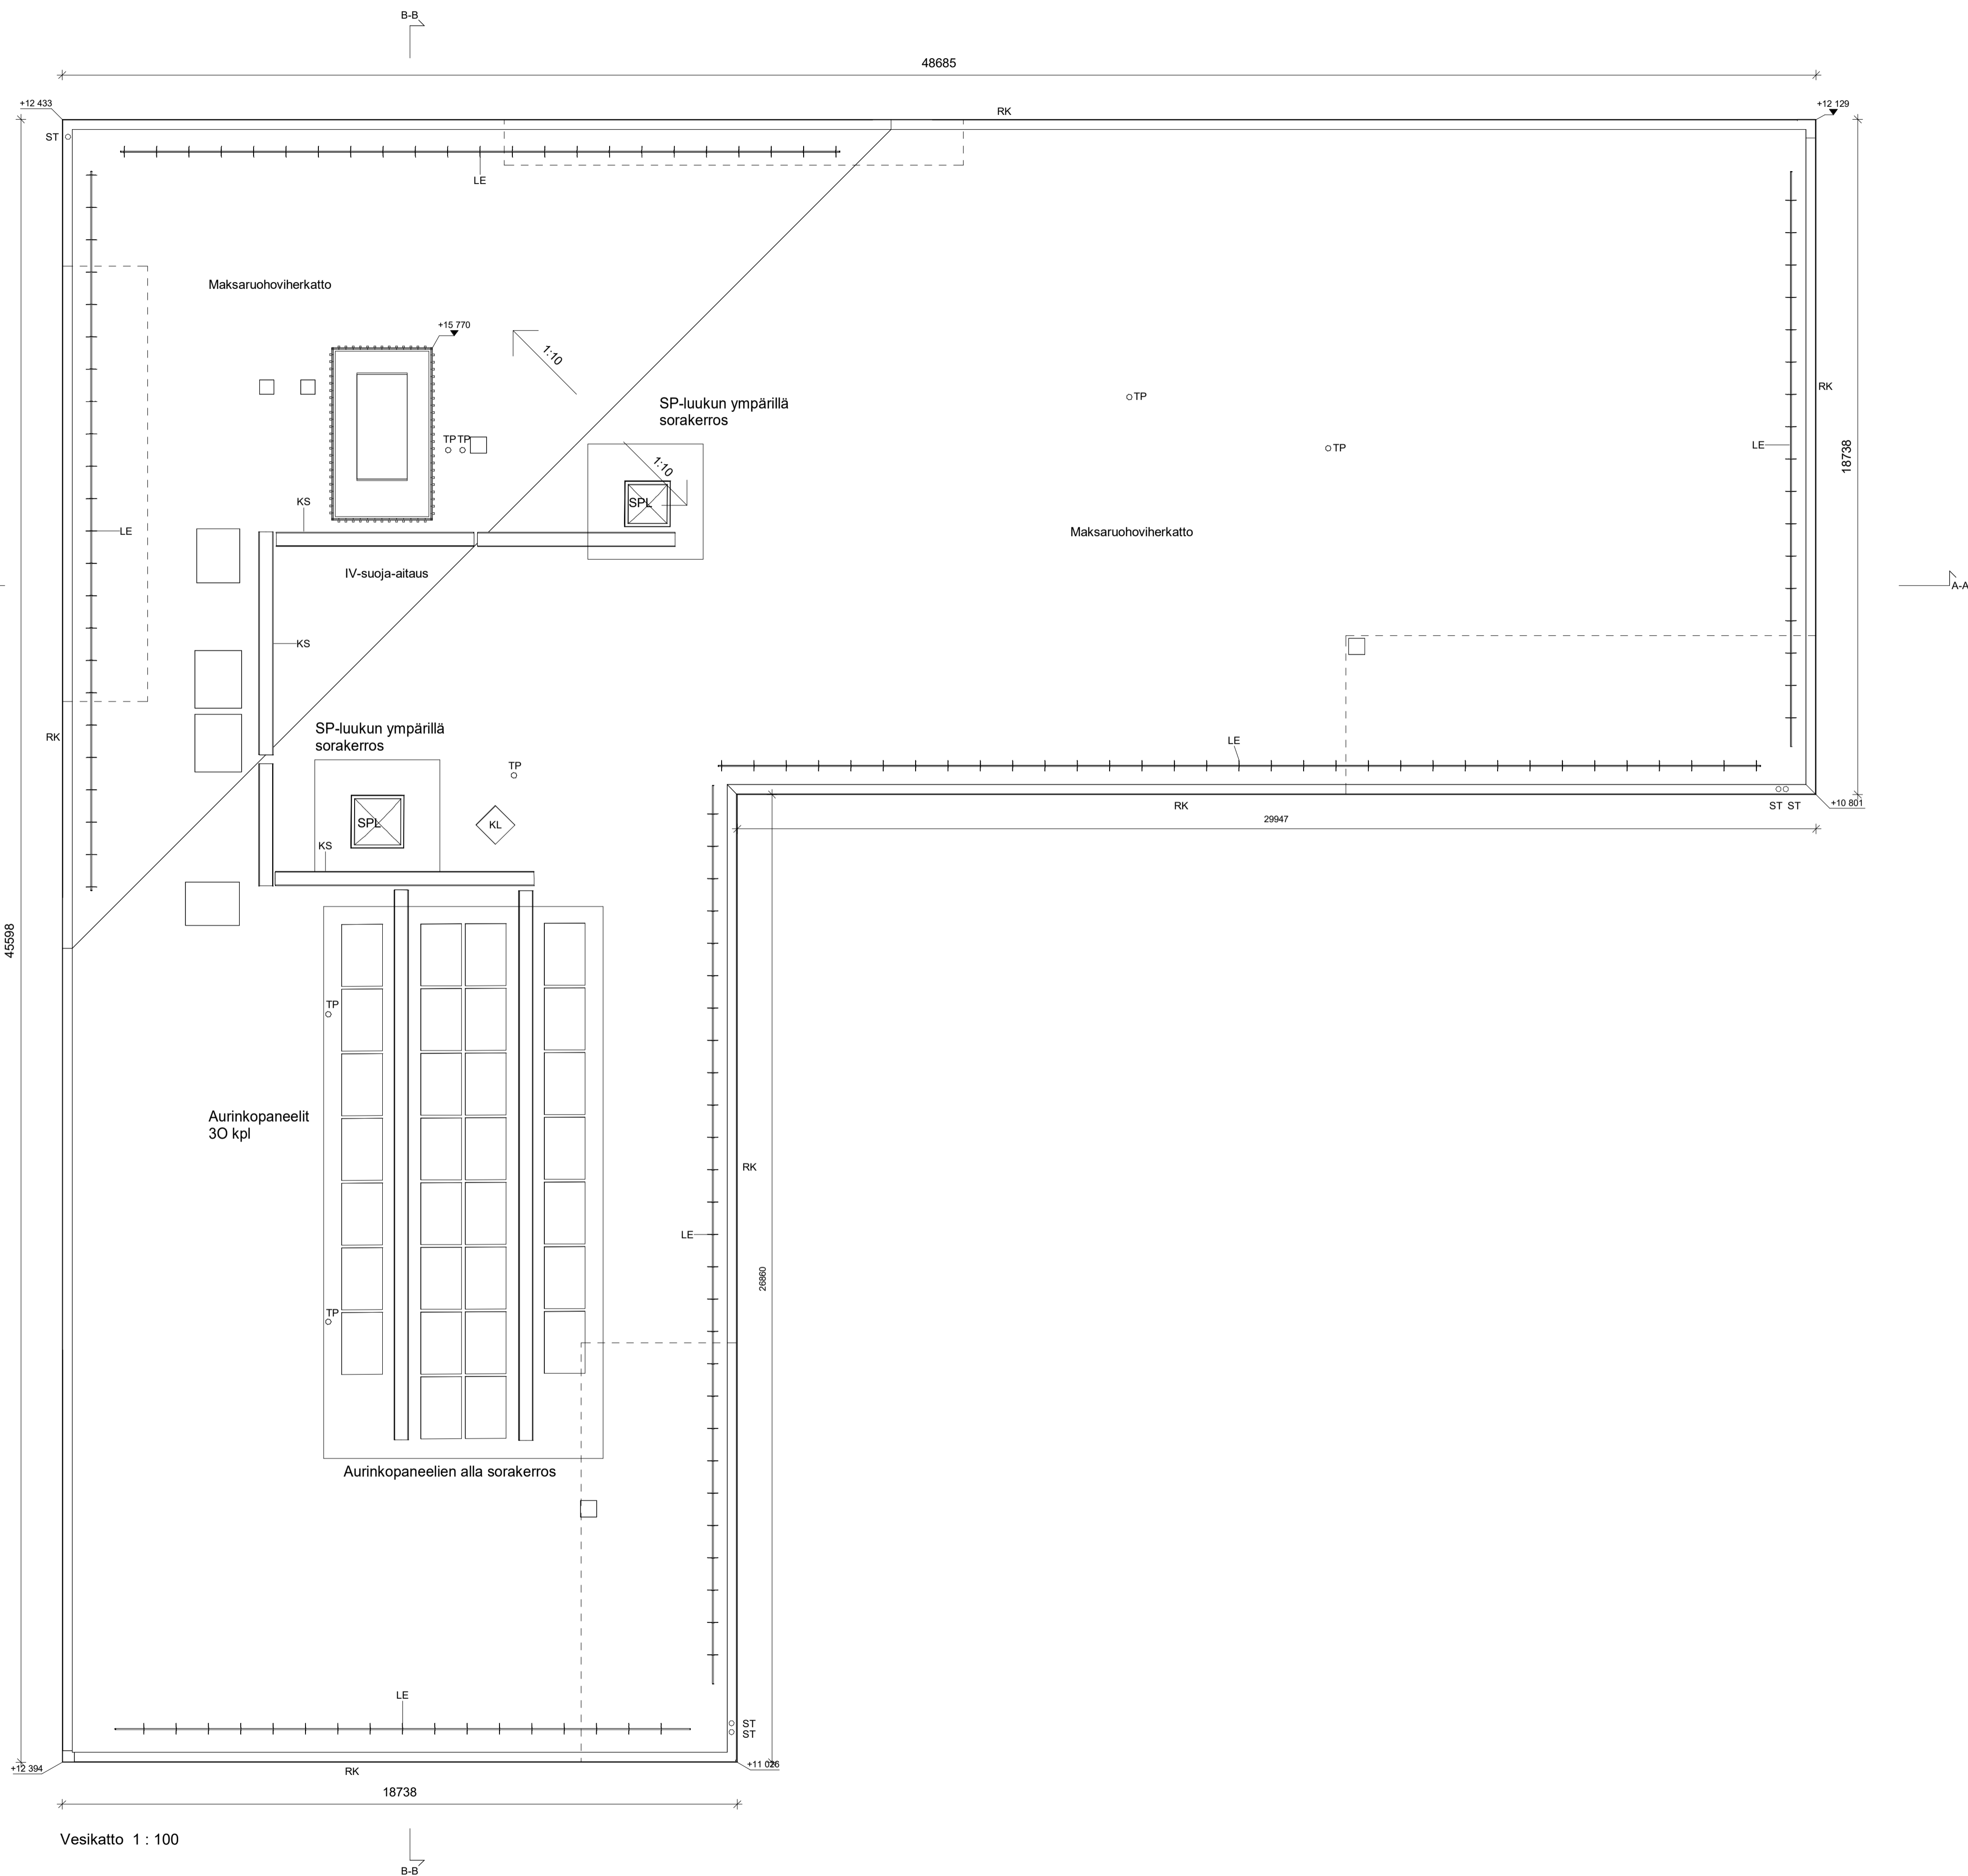 B-B
48685
+12 433
RK
+12 129
ST
LE
Maksaruohoviherkatto
+15 770
1:10
RK
TP
SP-luukun ympärillä
sorakerros
TP TP
LE
TP
18738
1:10
KS
SPL
LE
Maksaruohoviherkatto
IV-suoja-aitaus
A-A
KS
SP-luukun ympärillä
sorakerros
RK
LE
TP
RK
ST ST
+10 801
29947
SPL
KL
KS
45598
TP
Aurinkopaneelit
3O kpl
RK
LE
26860
TP
Aurinkopaneelien alla sorakerros
LE
ST
ST
+12 394
RK
+11 026
18738
Vesikatto 1 : 100
B-B